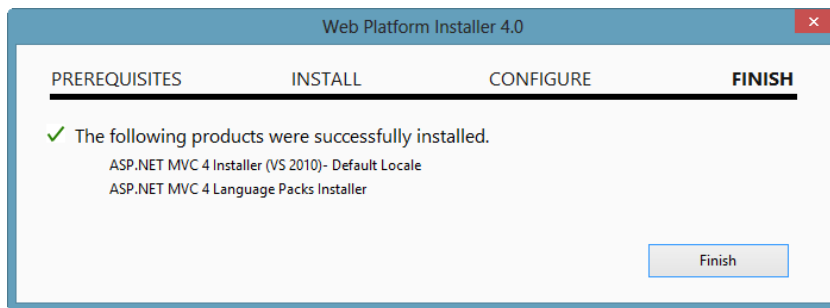 Web Platform Installer 4.0
PREREQUISITES INSTALL CONFIGURE FINISH
The following products were successfully installed.
ASP.NET MVC 4 Installer (VS 2010)- Default Locale
ASP.NET MVC 4 Language Packs Installer
Finish